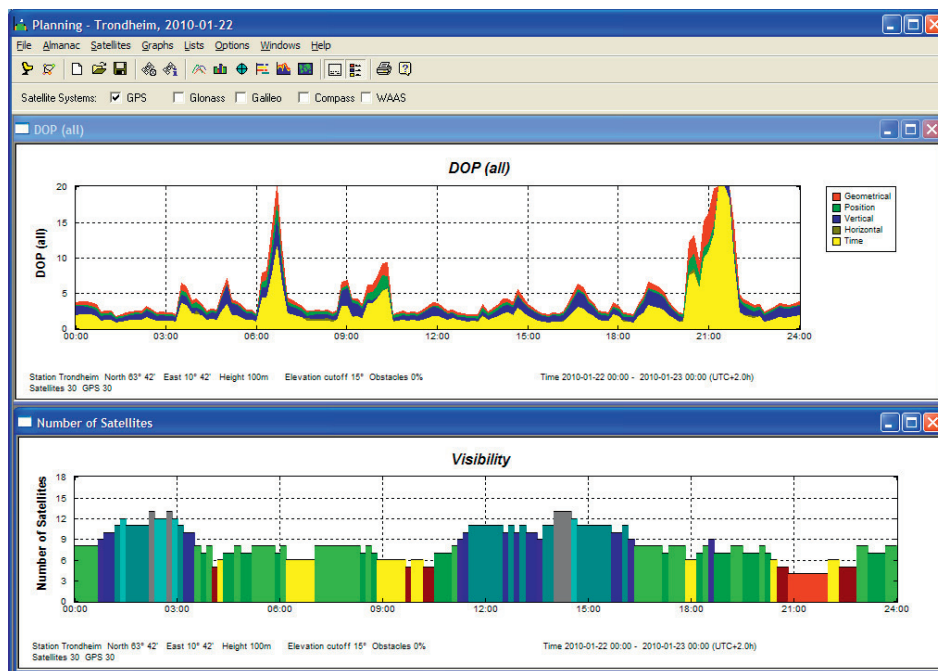 Planning - Trondheim, 2010-01-22
File Almanac Satellites Graphs Lists Options Windows Help
Satellite Systems: GPS Glonass Galileo Compass WAAS
DOP (all)
DOP (all)
DOP (all)
20
15
10
5
0
00:00 03:00 06:00 09:00 12:00 15:00 18:00 21:00 24:00
Geometrical
Position
Vertical
Horizontal
Time
Station Trondheim North 63° 42' East 10° 42' Height 100m Elevation cutoff 15° Obstacles 0% Time 2010-01-22 00:00 - 2010-01-23 00:00 (UTC+2.0h)
Satellites 30 GPS 30
Number of Satellites
Visibility
Number of Satellites
18
15
12
9
6
3
0
00:00 03:00 06:00 09:00 12:00 15:00 18:00 21:00 24:00
Station Trondheim North 63° 42' East 10° 42' Height 100m Elevation cutoff 15° Obstacles 0% Time 2010-01-22 00:00 - 2010-01-23 00:00 (UTC+2.0h)
Satellites 30 GPS 30